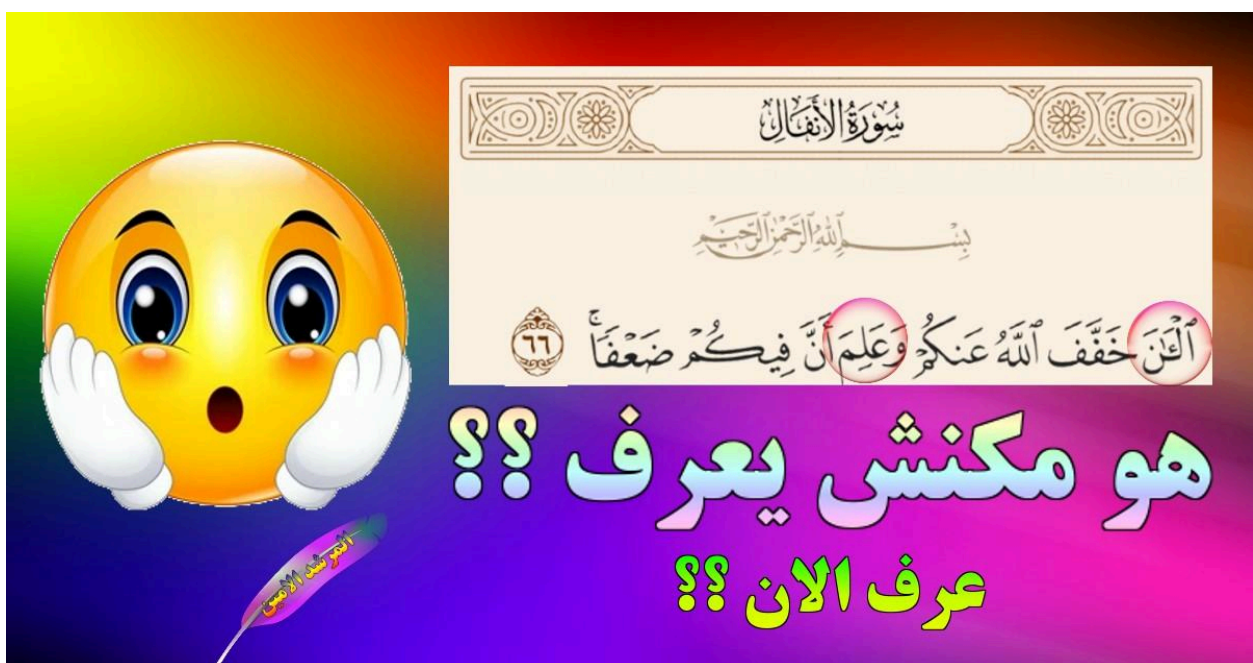 سُورَةُ الأَنفَالِ
بِسْمِ ٱللَّهِ ٱلرَّحْمَٰنِ ٱلرَّحِيمِ
ٱلْـَٰٔنَ خَفَّفَ ٱللَّهُ عَنكُمْ وَعَلِمَ أَنَّ فِيكُمْ ضَعْفًا ۚ ٦٦
هو مكنش يعرف ؟؟
عرف الان ؟؟
المرشد الامين